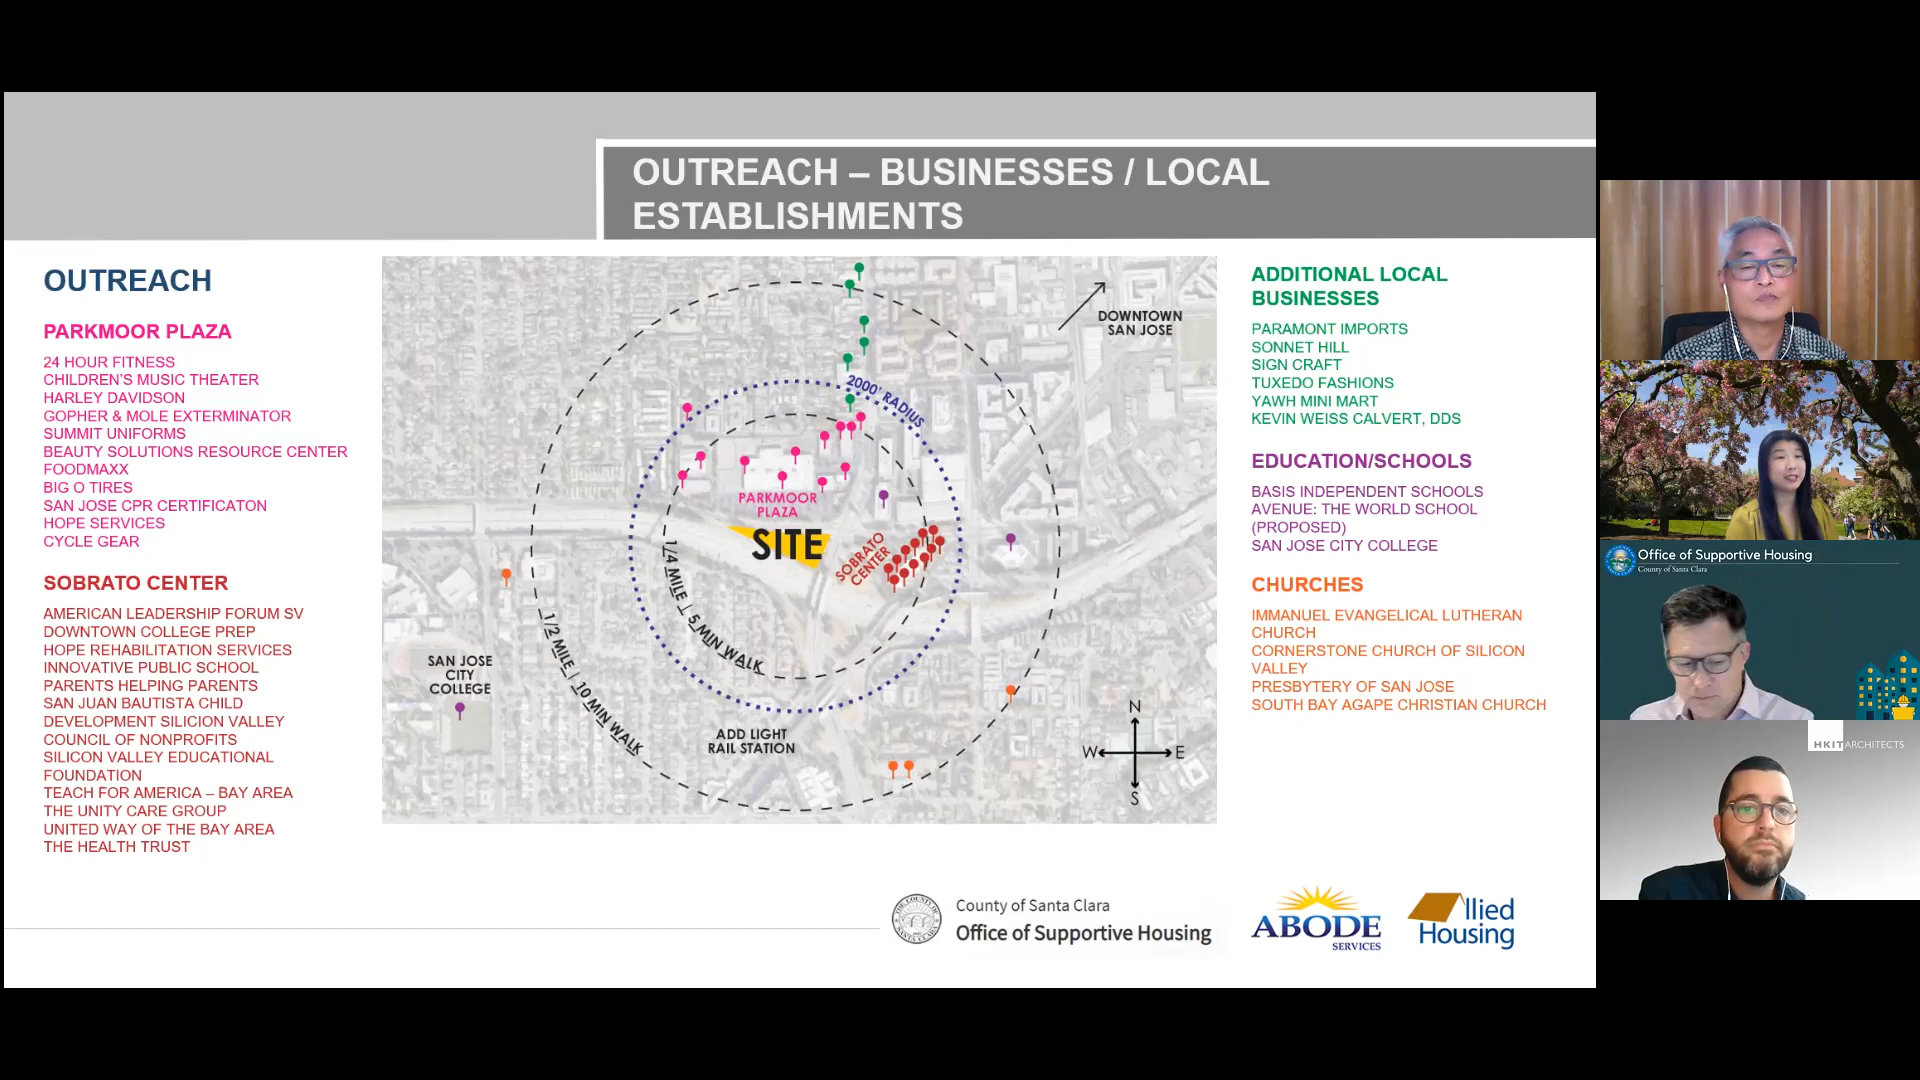 OUTREACH – BUSINESSES / LOCAL
ESTABLISHMENTS
OUTREACH
PARKMOOR PLAZA
24 HOUR FITNESS
CHILDREN'S MUSIC THEATER
HARLEY DAVIDSON
GOPHER & MOLE EXTERMINATOR
SUMMIT UNIFORMS
BEAUTY SOLUTIONS RESOURCE CENTER
FOODMAXX
BIG O TIRES
SAN JOSE CPR CERTIFICATON
HOPE SERVICES
CYCLE GEAR
SOBRATO CENTER
AMERICAN LEADERSHIP FORUM SV
DOWNTOWN COLLEGE PREP
HOPE REHABILITATION SERVICES
INNOVATIVE PUBLIC SCHOOL
PARENTS HELPING PARENTS
SAN JUAN BAUTISTA CHILD
DEVELOPMENT SILICION VALLEY
COUNCIL OF NONPROFITS
SILICON VALLEY EDUCATIONAL
FOUNDATION
TEACH FOR AMERICA – BAY AREA
THE UNITY CARE GROUP
UNITED WAY OF THE BAY AREA
THE HEALTH TRUST
DOWNTOWN
SAN JOSE
2000' RADIUS
PARKMOOR
PLAZA
SITE
SOBRATO
CENTER
1/4 MILE | 5 MIN WALK
1/2 MILE | 10 MIN WALK
SAN JOSE
CITY
COLLEGE
ADD LIGHT
RAIL STATION
N
W E
S
ADDITIONAL LOCAL
BUSINESSES
PARAMONT IMPORTS
SONNET HILL
SIGN CRAFT
TUXEDO FASHIONS
YAWH MINI MART
KEVIN WEISS CALVERT, DDS
EDUCATION/SCHOOLS
BASIS INDEPENDENT SCHOOLS
AVENUE: THE WORLD SCHOOL
(PROPOSED)
SAN JOSE CITY COLLEGE
CHURCHES
IMMANUEL EVANGELICAL LUTHERAN
CHURCH
CORNERSTONE CHURCH OF SILICON
VALLEY
PRESBYTERY OF SAN JOSE
SOUTH BAY AGAPE CHRISTIAN CHURCH
County of Santa Clara
Office of Supportive Housing
ABODE
SERVICES
Allied
Housing
Office of Supportive Housing
County of Santa Clara
HKIT ARCHITECTS